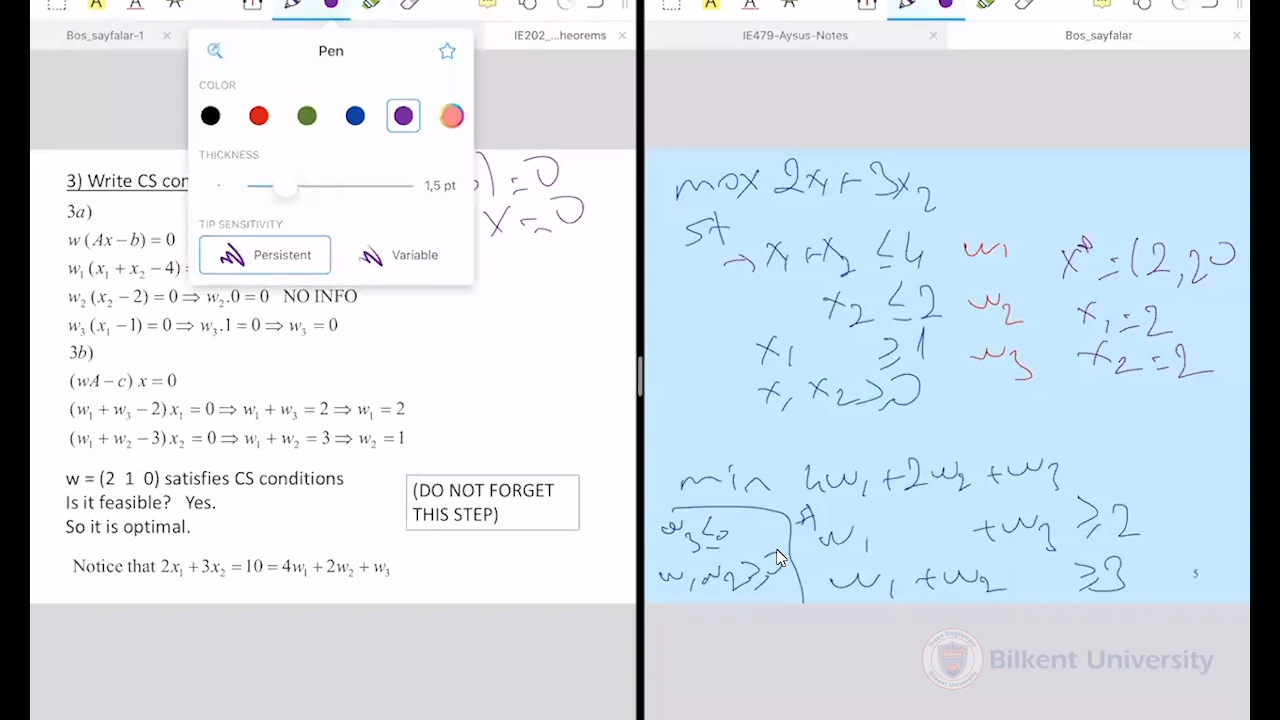 Bos_sayfalar-1
IE202_...heorems
IE479-Aysus-Notes
Bos_sayfalar
Pen
COLOR
THICKNESS
1,5 pt
TIP SENSITIVITY
Persistent
Variable
3) Write CS con
3a)
w (Ax − b) = 0
w₁ (x₁ + x₂ − 4) =
w₂ (x₂ − 2) = 0 ⇒ w₂.0 = 0 NO INFO
w₃ (x₁ − 1) = 0 ⇒ w₃.1 = 0 ⇒ w₃ = 0
3b)
(wA − c) x = 0
(w₁ + w₃ − 2) x₁ = 0 ⇒ w₁ + w₃ = 2 ⇒ w₁ = 2
(w₁ + w₂ − 3) x₂ = 0 ⇒ w₁ + w₂ = 3 ⇒ w₂ = 1
w = (2 1 0) satisfies CS conditions
Is it feasible? Yes.
So it is optimal.
(DO NOT FORGET
THIS STEP)
Notice that 2x₁ + 3x₂ = 10 = 4w₁ + 2w₂ + w₃
) = 0
x = 0
max 2x₁ + 3x₂
st
→ x₁ + x₂ ≤ 4 w₁
x₂ ≤ 2 w₂
x₁ ≥ 1 w₃
x₁ x₂ ≥ 0
x* = (2, 2)
x₁ = 2
x₂ = 2
min 4w₁ + 2w₂ + w₃
st w₁ + w₃ ≥ 2
w₁ + w₂ ≥ 3
w₃ ≤ 0
w₁, w₂ ≥ 0
5
Bilkent University